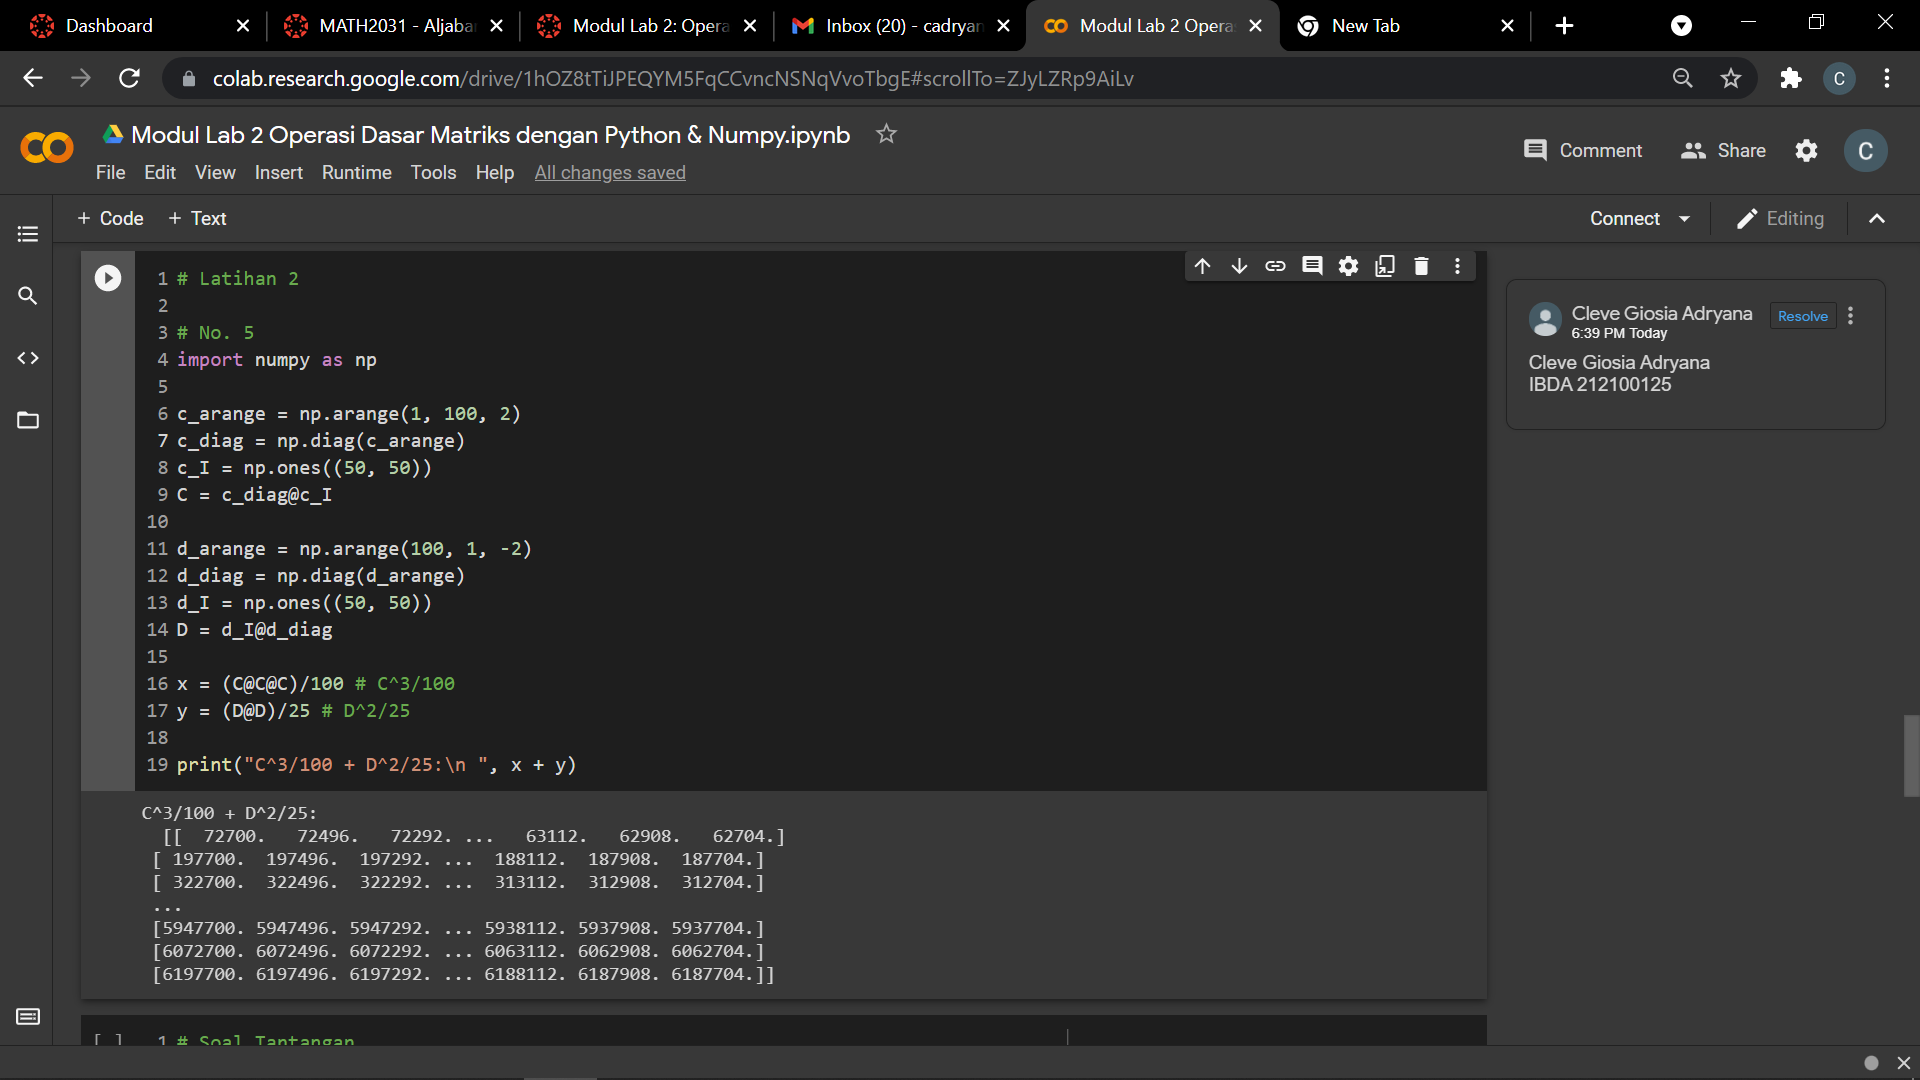 Dashboard
MATH2031 - Aljaba
Modul Lab 2: Opera
Inbox (20) - cadryan
Modul Lab 2 Opera
New Tab
colab.research.google.com/drive/1hOZ8tTiJPEQYM5FqCCvncNSNqVvoTbgE#scrollTo=ZJyLZRp9AiLv
C
Modul Lab 2 Operasi Dasar Matriks dengan Python & Numpy.ipynb
File Edit View Insert Runtime Tools Help All changes saved
Comment
Share
C
+ Code + Text
Connect
Editing
1 # Latihan 2
2
3 # No. 5
4 import numpy as np
5
6 c_arange = np.arange(1, 100, 2)
7 c_diag = np.diag(c_arange)
8 c_I = np.ones((50, 50))
9 C = c_diag@c_I
10
11 d_arange = np.arange(100, 1, -2)
12 d_diag = np.diag(d_arange)
13 d_I = np.ones((50, 50))
14 D = d_I@d_diag
15
16 x = (C@C@C)/100 # C^3/100
17 y = (D@D)/25 # D^2/25
18
19 print("C^3/100 + D^2/25:\n ", x + y)
C^3/100 + D^2/25:
[[ 72700. 72496. 72292. ... 63112. 62908. 62704.]
[ 197700. 197496. 197292. ... 188112. 187908. 187704.]
[ 322700. 322496. 322292. ... 313112. 312908. 312704.]
...
[5947700. 5947496. 5947292. ... 5938112. 5937908. 5937704.]
[6072700. 6072496. 6072292. ... 6063112. 6062908. 6062704.]
[6197700. 6197496. 6197292. ... 6188112. 6187908. 6187704.]]
[ ] 1 # Soal Tantangan
Cleve Giosia Adryana
Resolve
6:39 PM Today
Cleve Giosia Adryana
IBDA 212100125